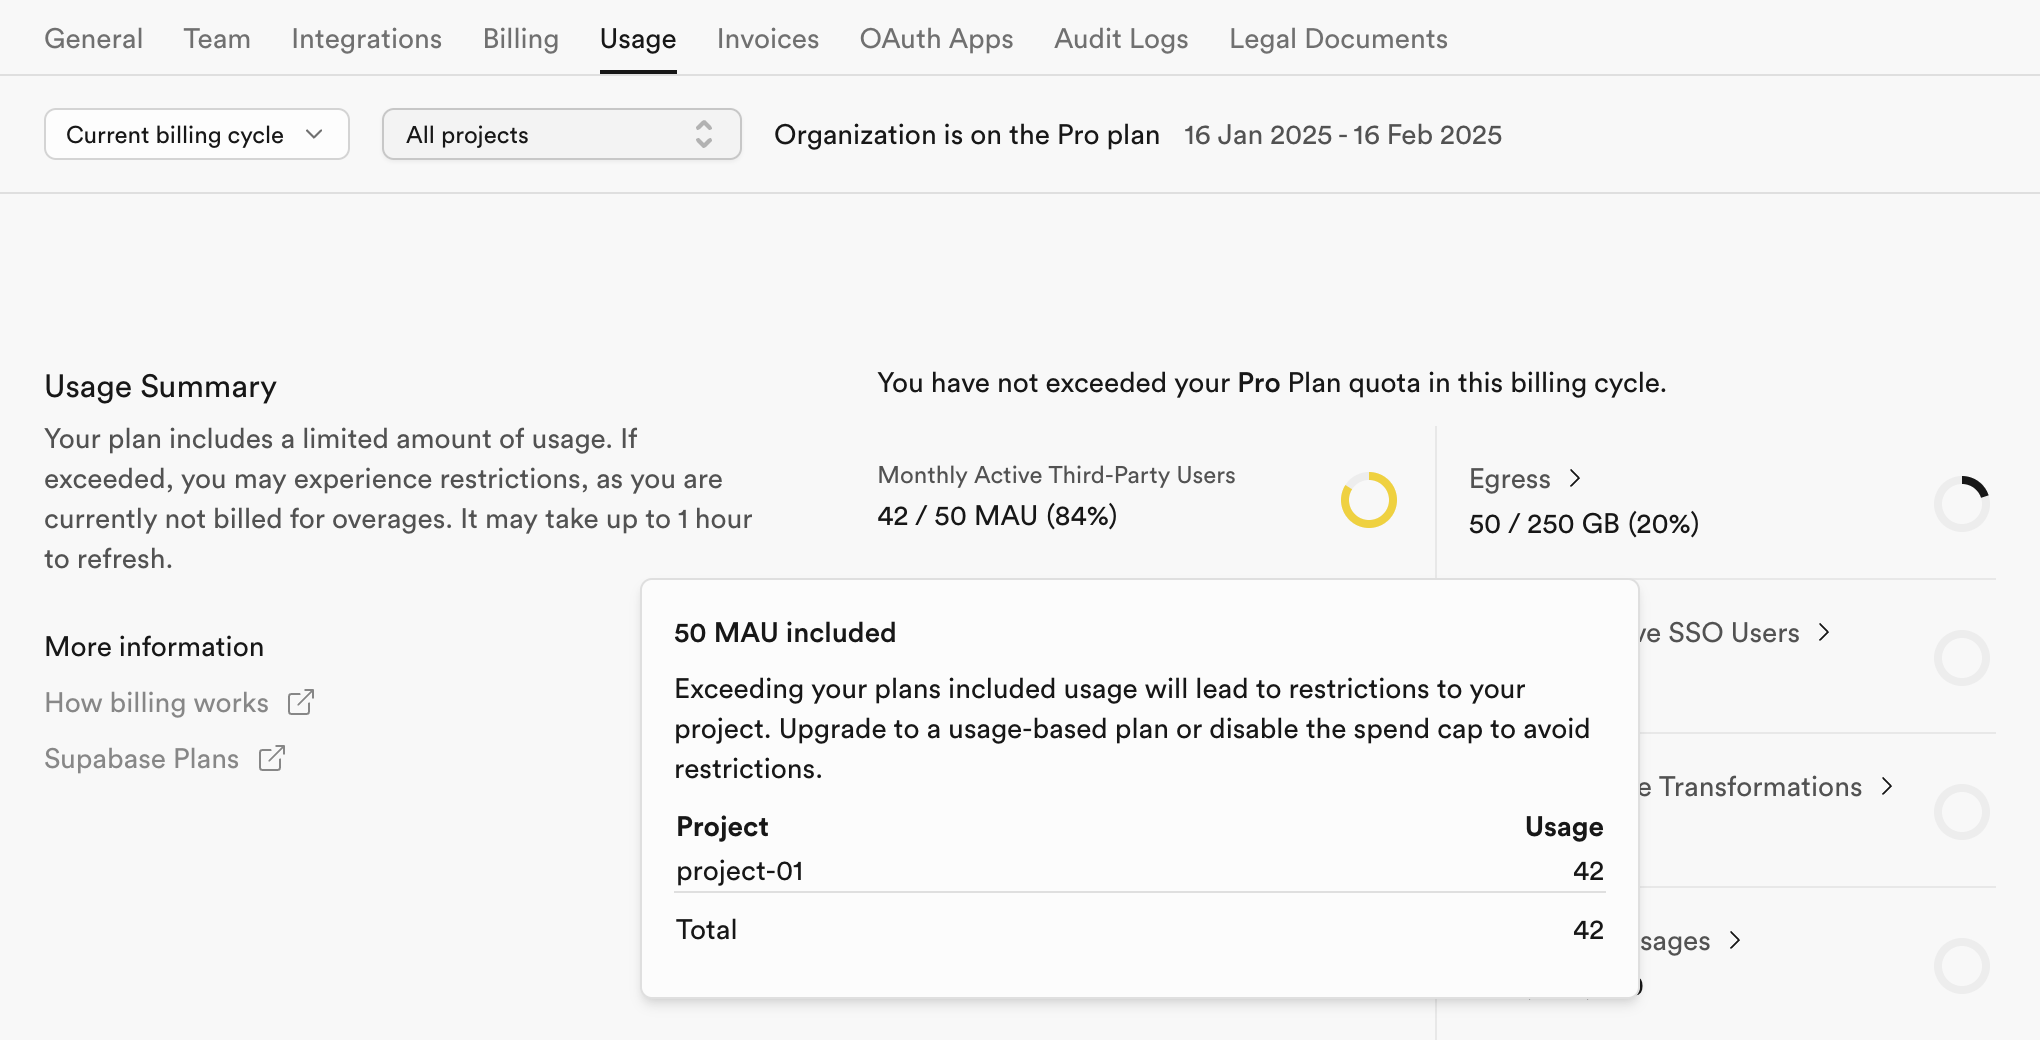 General Team Integrations Billing Usage Invoices OAuth Apps Audit Logs Legal Documents
Current billing cycle All projects Organization is on the Pro plan 16 Jan 2025 - 16 Feb 2025
Usage Summary
Your plan includes a limited amount of usage. If
exceeded, you may experience restrictions, as you are
currently not billed for overages. It may take up to 1 hour
to refresh.
More information
How billing works
Supabase Plans
You have not exceeded your Pro Plan quota in this billing cycle.
Monthly Active Third-Party Users
42 / 50 MAU (84%)
Egress
50 / 250 GB (20%)
50 MAU included
Exceeding your plans included usage will lead to restrictions to your
project. Upgrade to a usage-based plan or disable the spend cap to avoid
restrictions.
Project Usage
project-01 42
Total 42
SSO Users
Transformations